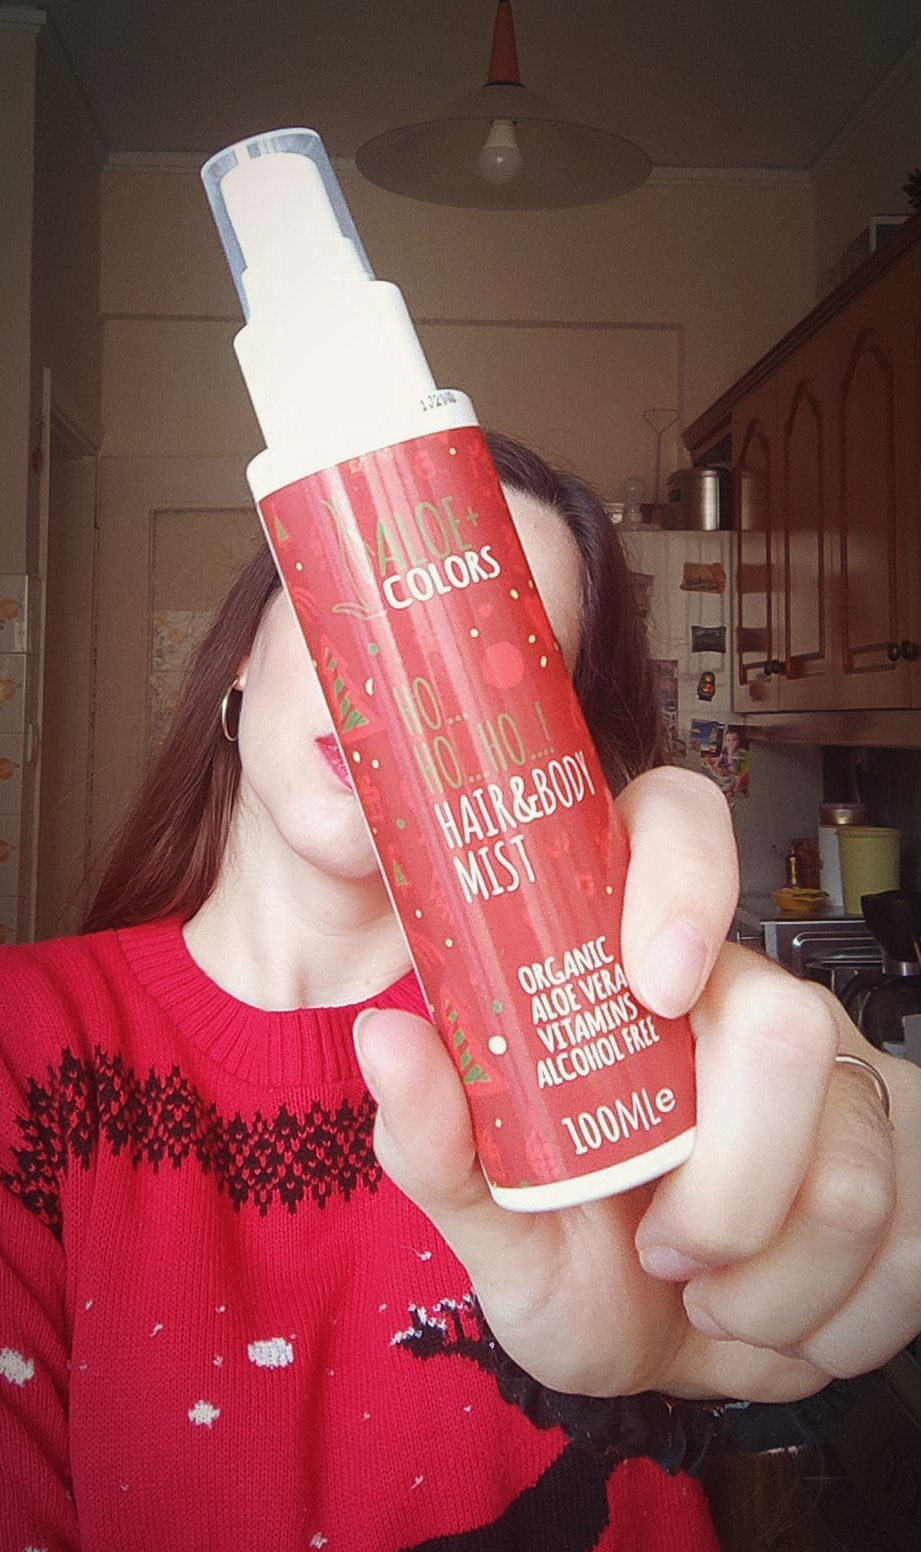 ALOE+
COLORS
HO...
HO...HO...!
HAIR&BODY
MIST
ORGANIC
ALOE VERA
VITAMINS
ALCOHOL FREE
100MLe